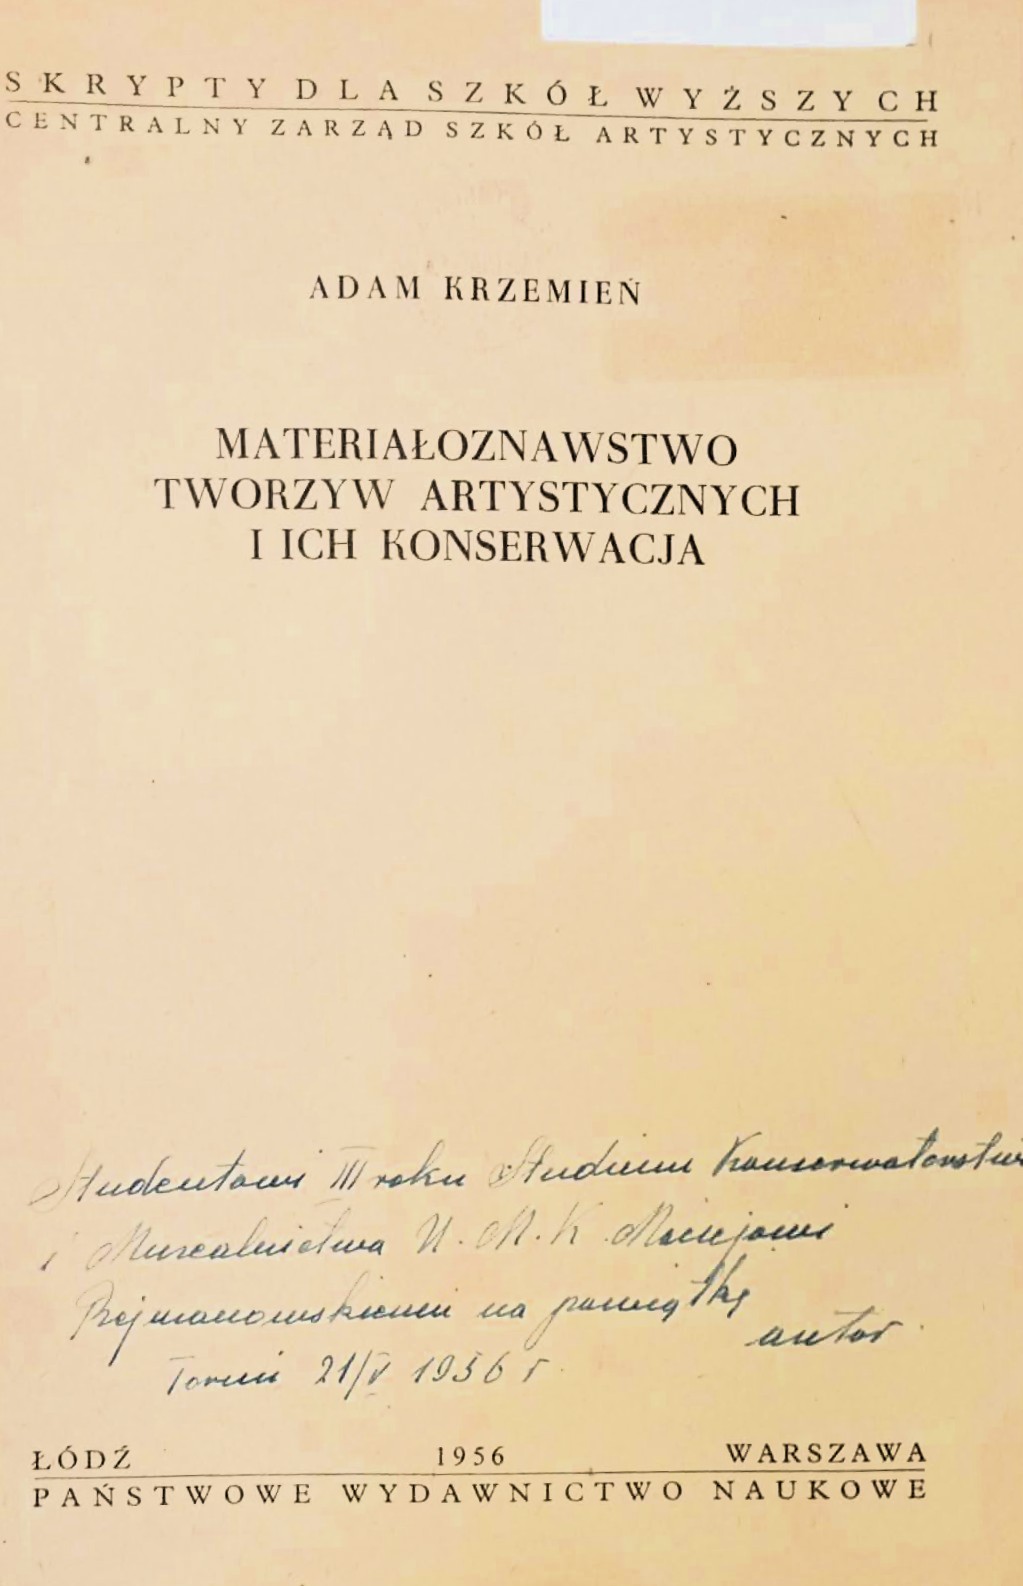 SKRYPTY DLA SZKÓŁ WYŻSZYCH
CENTRALNY ZARZĄD SZKÓŁ ARTYSTYCZNYCH
ADAM KRZEMIEŃ
MATERIAŁOZNAWSTWO
TWORZYW ARTYSTYCZNYCH
I ICH KONSERWACJA
Studentowi III roku Studium Konserwatorstwa
i Muzealnictwa U. M. K. Maciejowi
Rejmanowskiemu na pamiątkę
autor
Toruń 21/V 1956 r
ŁÓDŹ 1956 WARSZAWA
PAŃSTWOWE WYDAWNICTWO NAUKOWE